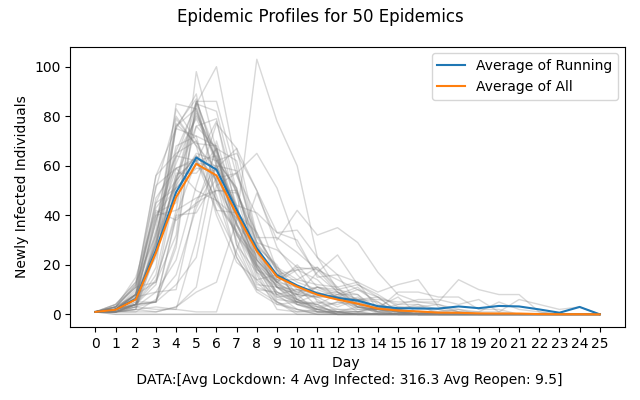 Epidemic Profiles for 50 Epidemics
Average of Running
Average of All
Newly Infected Individuals
100
80
60
40
20
0
0 1 2 3 4 5 6 7 8 9 10 11 12 13 14 15 16 17 18 19 20 21 22 23 24 25
Day
DATA:[Avg Lockdown: 4 Avg Infected: 316.3 Avg Reopen: 9.5]